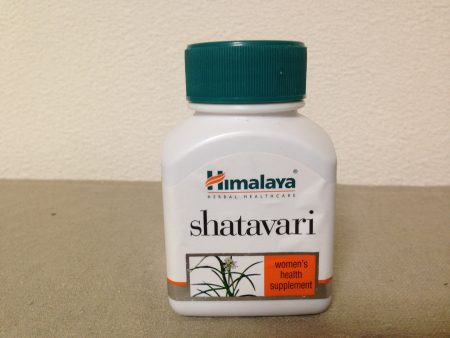 Himalaya®
HERBAL HEALTHCARE
shatavari
women's
health
supplement